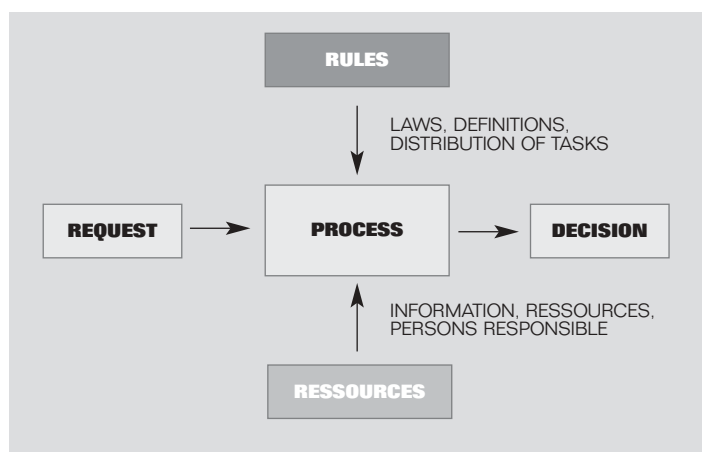 RULES
LAWS, DEFINITIONS,
DISTRIBUTION OF TASKS
REQUEST
PROCESS
DECISION
INFORMATION, RESSOURCES,
PERSONS RESPONSIBLE
RESSOURCES